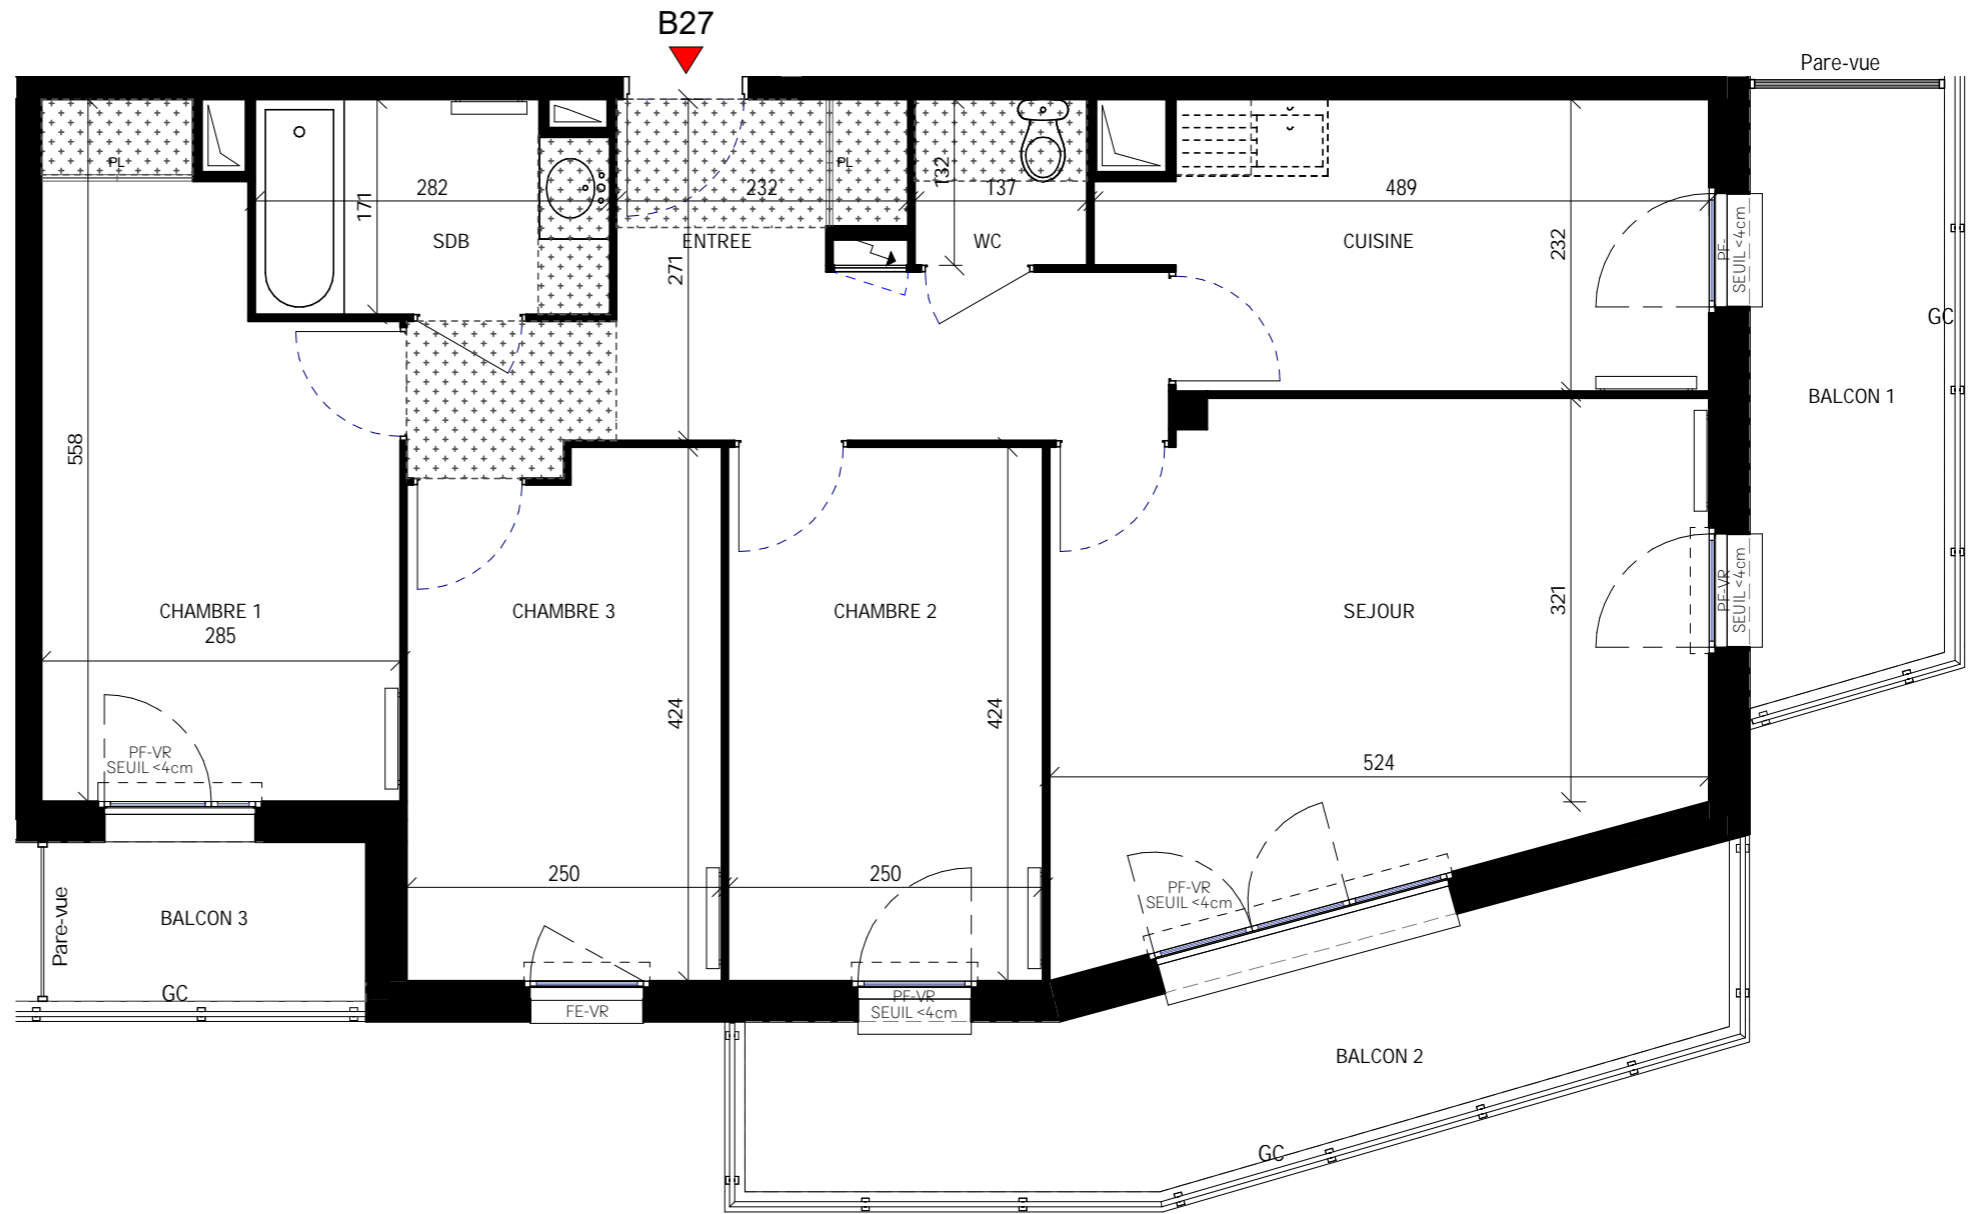 B27
Pare-vue
PL
PL
132
282
232
137
489
171
SDB
ENTREE
WC
CUISINE
232
PF-
SEUIL <4cm
271
GC
BALCON 1
558
CHAMBRE 1
285
CHAMBRE 3
CHAMBRE 2
SEJOUR
321
PF-VR
SEUIL <4cm
424
424
PF-VR
SEUIL <4cm
524
250
250
PF-VR
SEUIL <4cm
Pare-vue
BALCON 3
GC
FE-VR
PF-VR
SEUIL <4cm
BALCON 2
GC